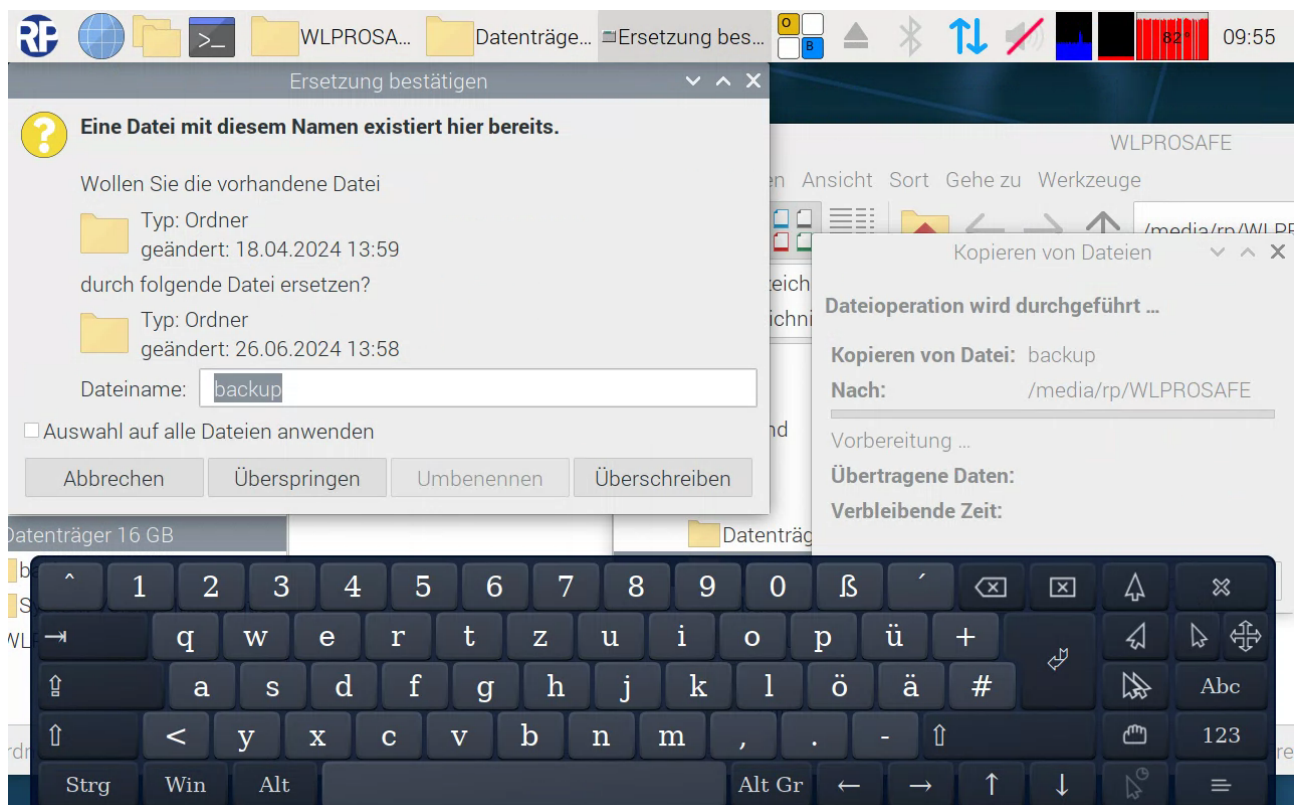 WLPROSA...
Datenträge...
Ersetzung bes...
O
B
82°
09:55
Ersetzung bestätigen
Eine Datei mit diesem Namen existiert hier bereits.
Wollen Sie die vorhandene Datei
Typ: Ordner
geändert: 18.04.2024 13:59
durch folgende Datei ersetzen?
Typ: Ordner
geändert: 26.06.2024 13:58
Dateiname: backup
Auswahl auf alle Dateien anwenden
Abbrechen Überspringen Umbenennen Überschreiben
WLPROSAFE
en Ansicht Sort Gehe zu Werkzeuge
/media/rp/WLPR
zeich
ichni
nd
Kopieren von Dateien
Dateioperation wird durchgeführt ...
Kopieren von Datei: backup
Nach: /media/rp/WLPROSAFE
Vorbereitung ...
Übertragene Daten:
Verbleibende Zeit:
Datenträger 16 GB
Datenträg
^ 1 2 3 4 5 6 7 8 9 0 ß ´
q w e r t z u i o p ü +
a s d f g h j k l ö ä # Abc
< y x c v b n m , . - 123
Strg Win Alt Alt Gr ← → ↑ ↓